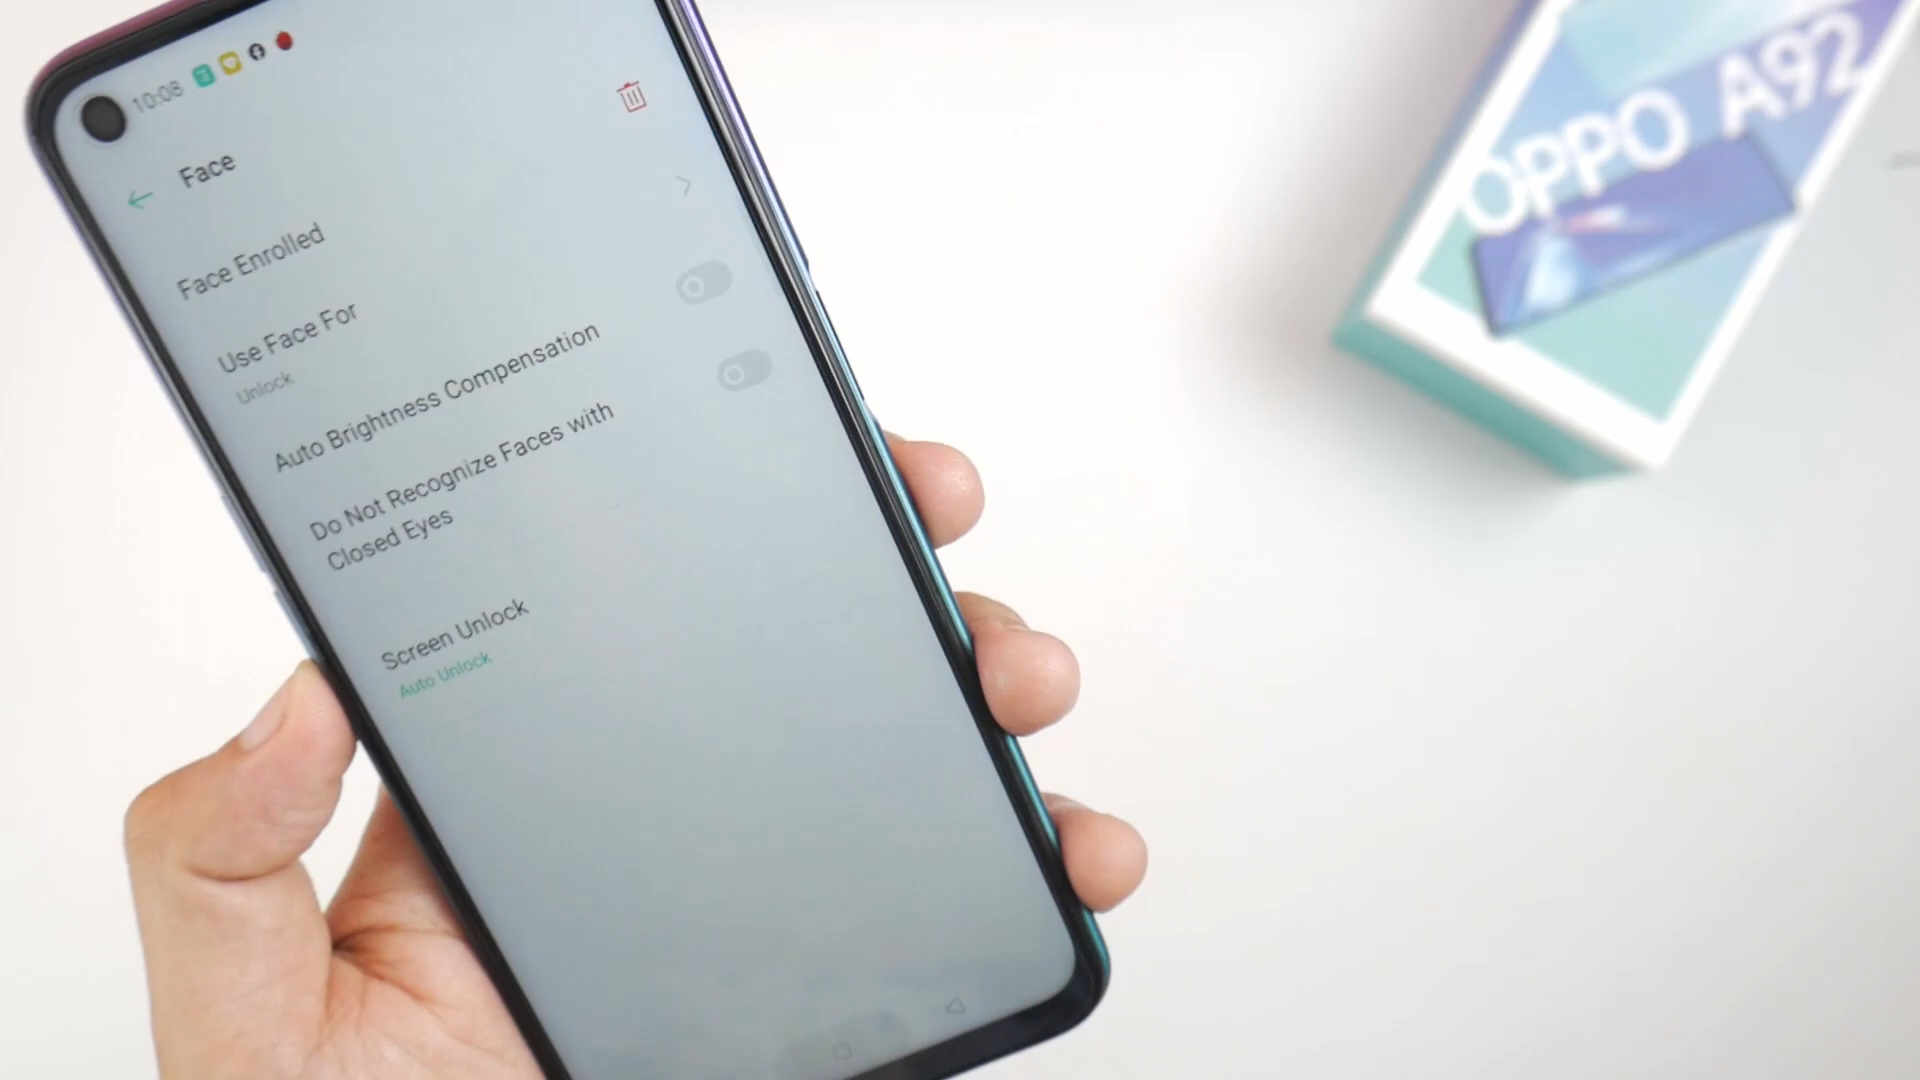 10:08
Face
Face Enrolled
Use Face For
Unlock
Auto Brightness Compensation
Do Not Recognize Faces with
Closed Eyes
Screen Unlock
Auto Unlock
OPPO A92